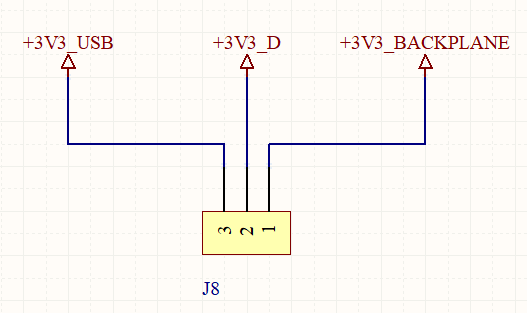 +3V3_USB
+3V3_D
+3V3_BACKPLANE
3
2
1
J8